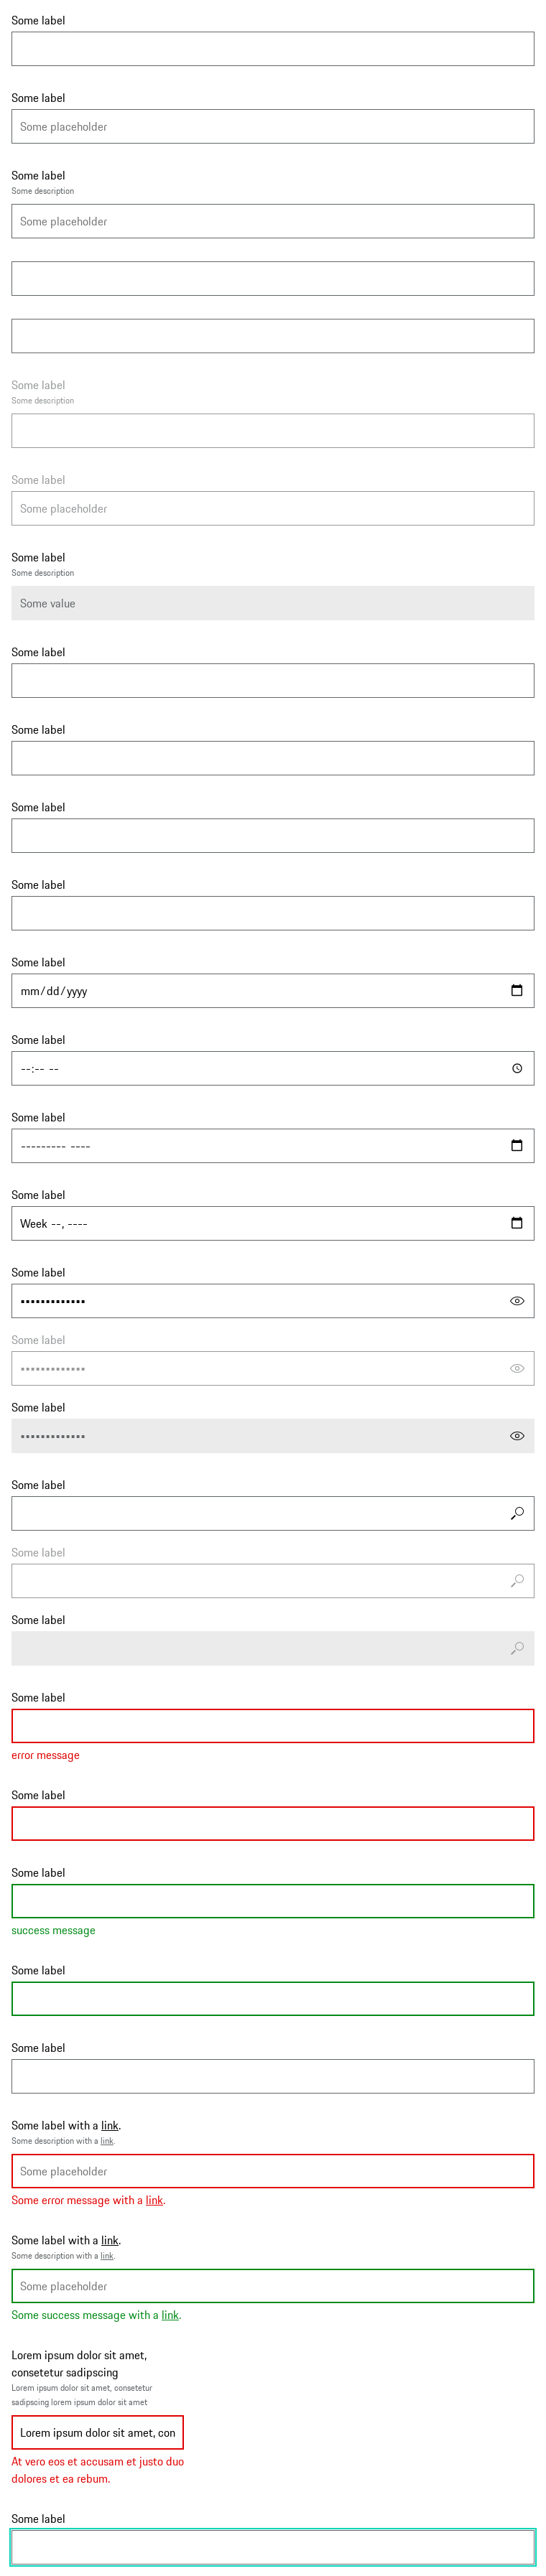 Some label
Some label
Some placeholder
Some label
Some description
Some placeholder
Some label
Some description
Some label
Some placeholder
Some label
Some description
Some value
Some label
Some label
Some label
Some label
Some label
mm/dd/yyyy
Some label
--:-- --
Some label
--------- ----
Some label
Week --, ----
Some label
•••••••••••••
Some label
•••••••••••••
Some label
•••••••••••••
Some label
Some label
Some label
Some label
error message
Some label
Some label
success message
Some label
Some label
Some label with a link.
Some description with a link.
Some placeholder
Some error message with a link.
Some label with a link.
Some description with a link.
Some placeholder
Some success message with a link.
Lorem ipsum dolor sit amet,
consetetur sadipscing
Lorem ipsum dolor sit amet, consetetur
sadipscing lorem ipsum dolor sit amet
Lorem ipsum dolor sit amet, con
At vero eos et accusam et justo duo
dolores et ea rebum.
Some label